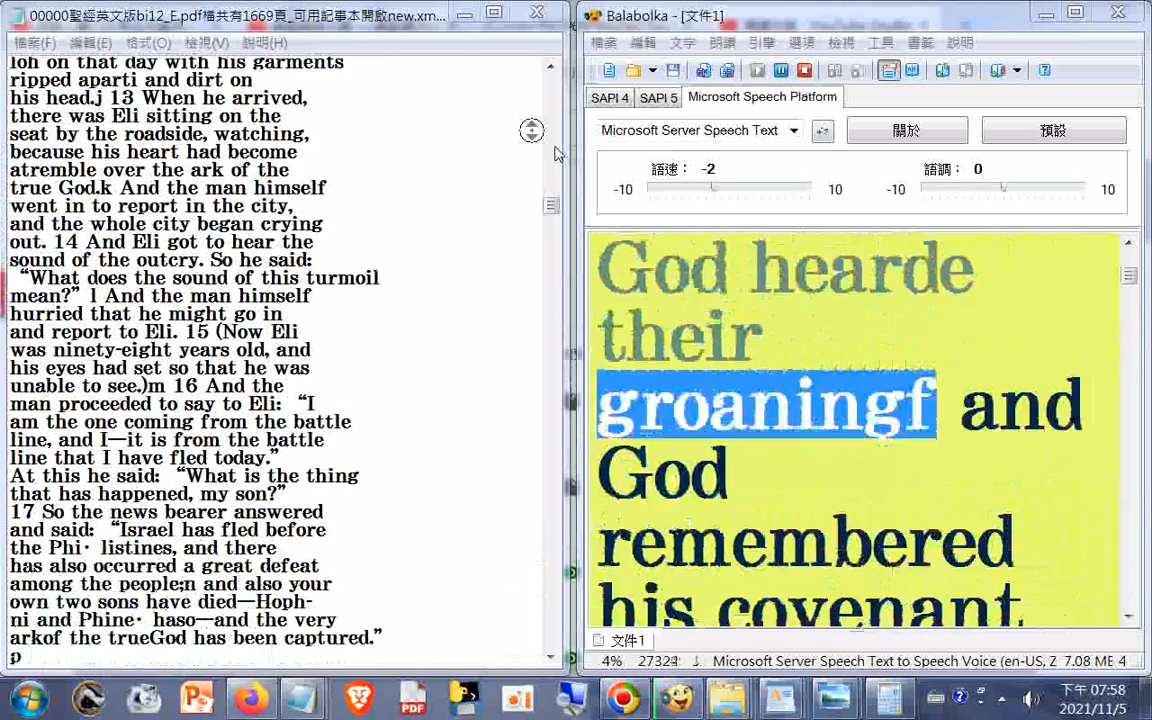 00000聖經英文版bi12_E.pdf檔共有1669頁_可用記事本開啟new.xm...
檔案(F) 編輯(E) 格式(O) 檢視(V) 說明(H)
loh on that day with his garments
ripped aparti and dirt on
his head.j 13 When he arrived,
there was Eli sitting on the
seat by the roadside, watching,
because his heart had become
atremble over the ark of the
true God.k And the man himself
went in to report in the city,
and the whole city began crying
out. 14 And Eli got to hear the
sound of the outcry. So he said:
“What does the sound of this turmoil
mean?” l And the man himself
hurried that he might go in
and report to Eli. 15 (Now Eli
was ninety-eight years old, and
his eyes had set so that he was
unable to see.)m 16 And the
man proceeded to say to Eli: “I
am the one coming from the battle
line, and I—it is from the battle
line that I have fled today.”
At this he said: “What is the thing
that has happened, my son?”
17 So the news bearer answered
and said: “Israel has fled before
the Phi· listines, and there
has also occurred a great defeat
among the people;n and also your
own two sons have died—Hoph-
ni and Phine· haso—and the very
arkof the trueGod has been captured.”
p
Balabolka - [文件1]
檔案 編輯 文字 朗讀 引擎 選項 檢視 工具 書籤 說明
SAPI 4 SAPI 5 Microsoft Speech Platform
Microsoft Server Speech Text 關於 預設
語速: -2 語調: 0
-10 10 -10 10
God hearde
their
groaningf and
God
remembered
his covenant
文件1
4% Microsoft Server Speech Text to Speech Voice (en-US, Z 7.08 ME 4
PDF
下午 07:58
2021/11/5